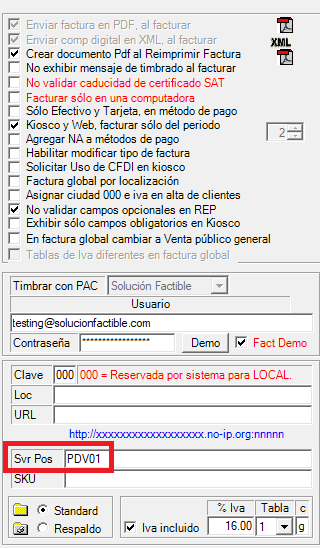 Enviar factura en PDF, al facturar
Enviar comp digital en XML, al facturar
XML
Crear documento Pdf al Reimprir Factura
No exhibir mensaje de timbrado al facturar
No validar caducidad de certificado SAT
Facturar sólo en una computadora
Sólo Efectivo y Tarjeta, en método de pago
Kiosco y Web, facturar sólo del periodo 2
Agregar NA a métodos de pago
Habilitar modificar tipo de factura
Solicitar Uso de CFDI en kiosco
Factura global por localización
Asignar ciudad 000 e iva en alta de clientes
No validar campos opcionales en REP
Exhibir sólo campos obligatorios en Kiosco
En factura global cambiar a Venta público general
Tablas de Iva diferentes en factura global
Timbrar con PAC Solución Factible
Usuario
testing@solucionfactible.com
Contraseña ***************** Demo Fact Demo
Clave 000 000 = Reservada por sistema para LOCAL.
Loc
URL
http://xxxxxxxxxxxxxxxxxxx.no-ip.org:nnnnn
Svr Pos PDV01
SKU
Standard
Respaldo
% Iva Tabla c
Iva incluido 16.00 1 g